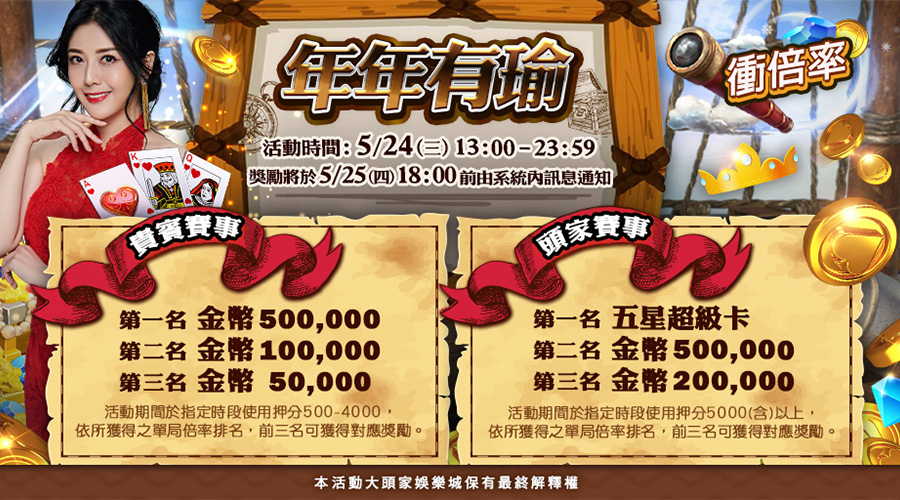 年年有瑜
衝倍率
活動時間：5/24(三) 13:00-23:59
獎勵將於5/25(四)18:00前由系統內訊息通知
A
K
D
貴賓賽事
第一名 金幣 500,000
第二名 金幣 100,000
第三名 金幣 50,000
活動期間於指定時段使用押分500-4000，
依所獲得之單局倍率排名，前三名可獲得對應獎勵。
頭家賽事
第一名 五星超級卡
第二名 金幣 500,000
第三名 金幣 200,000
活動期間於指定時段使用押分5000(含)以上，
依所獲得之單局倍率排名，前三名可獲得對應獎勵。
本活動大頭家娛樂城保有最終解釋權